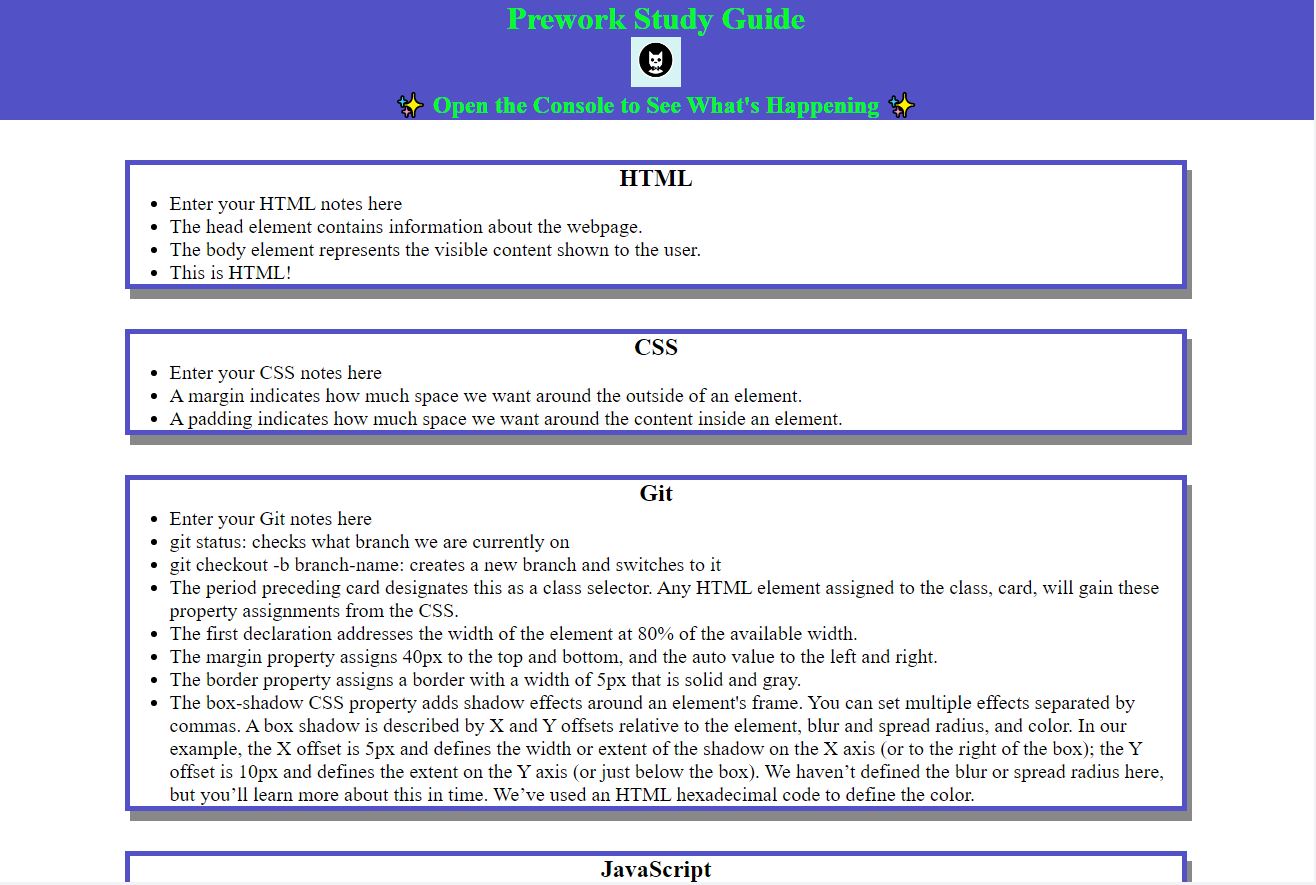 Prework Study Guide
✨ Open the Console to See What's Happening ✨
HTML
Enter your HTML notes here
The head element contains information about the webpage.
The body element represents the visible content shown to the user.
This is HTML!
CSS
Enter your CSS notes here
A margin indicates how much space we want around the outside of an element.
A padding indicates how much space we want around the content inside an element.
Git
Enter your Git notes here
git status: checks what branch we are currently on
git checkout -b branch-name: creates a new branch and switches to it
The period preceding card designates this as a class selector. Any HTML element assigned to the class, card, will gain these
property assignments from the CSS.
The first declaration addresses the width of the element at 80% of the available width.
The margin property assigns 40px to the top and bottom, and the auto value to the left and right.
The border property assigns a border with a width of 5px that is solid and gray.
The box-shadow CSS property adds shadow effects around an element's frame. You can set multiple effects separated by
commas. A box shadow is described by X and Y offsets relative to the element, blur and spread radius, and color. In our
example, the X offset is 5px and defines the width or extent of the shadow on the X axis (or to the right of the box); the Y
offset is 10px and defines the extent on the Y axis (or just below the box). We haven’t defined the blur or spread radius here,
but you’ll learn more about this in time. We’ve used an HTML hexadecimal code to define the color.
JavaScript